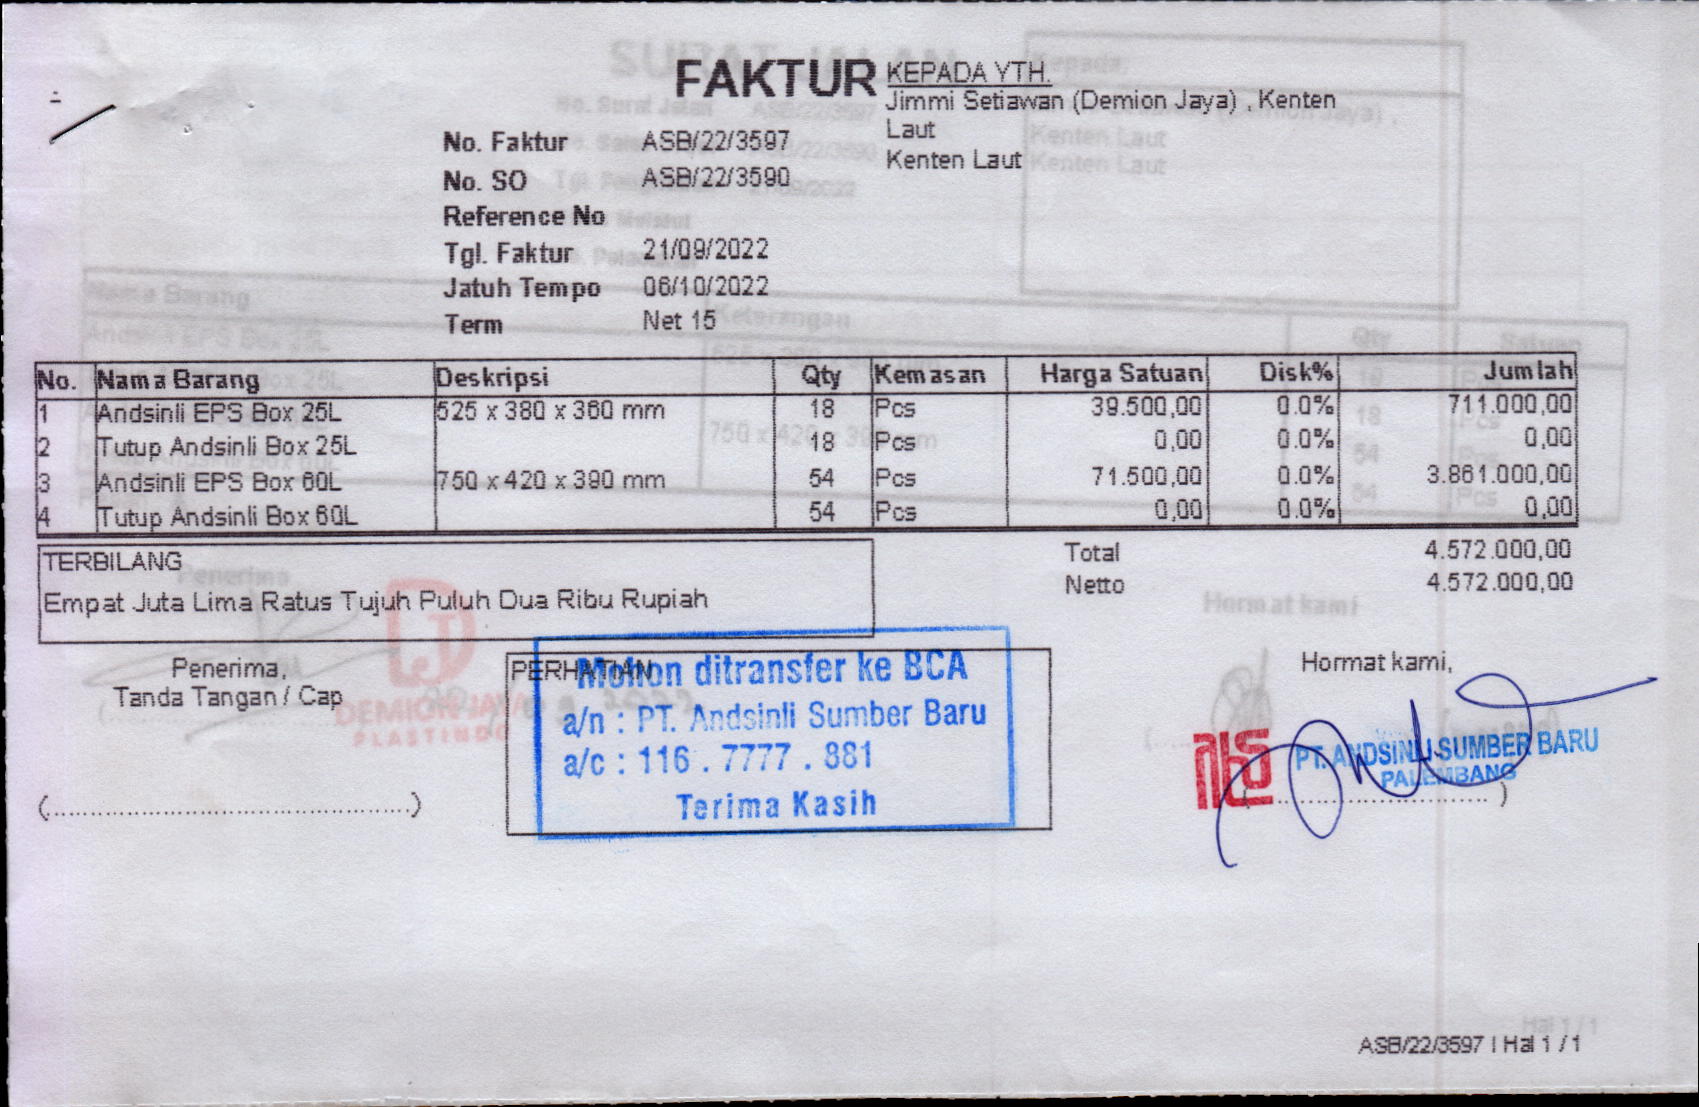 FAKTUR
KEPADA YTH.
Jimmi Setiawan (Demion Jaya) , Kenten
Laut
Kenten Laut
No. Faktur ASB/22/3597
No. SO ASB/22/3590
Reference No
Tgl. Faktur 21/09/2022
Jatuh Tempo 06/10/2022
Term Net 15
No. Nama Barang Deskripsi Qty Kemasan Harga Satuan Disk% Jumlah
1 Andsinli EPS Box 25L 525 x 380 x 360 mm 18 Pcs 39.500,00 0.0% 711.000,00
2 Tutup Andsinli Box 25L 18 Pcs 0,00 0.0% 0,00
3 Andsinli EPS Box 60L 750 x 420 x 390 mm 54 Pcs 71.500,00 0.0% 3.861.000,00
4 Tutup Andsinli Box 60L 54 Pcs 0,00 0.0% 0,00
TERBILANG
Empat Juta Lima Ratus Tujuh Puluh Dua Ribu Rupiah
Total 4.572.000,00
Netto 4.572.000,00
Penerima,
Tanda Tangan / Cap
(....................................................)
DEMION JAYA
PLASTINDO
PERHATIAN
Mohon ditransfer ke BCA
a/n : PT. Andsinli Sumber Baru
a/c : 116 . 7777 . 881
Terima Kasih
Hormat kami,
PT. ANDSINLI SUMBER BARU
PALEMBANG
ASB/22/3597 | Hal 1 / 1